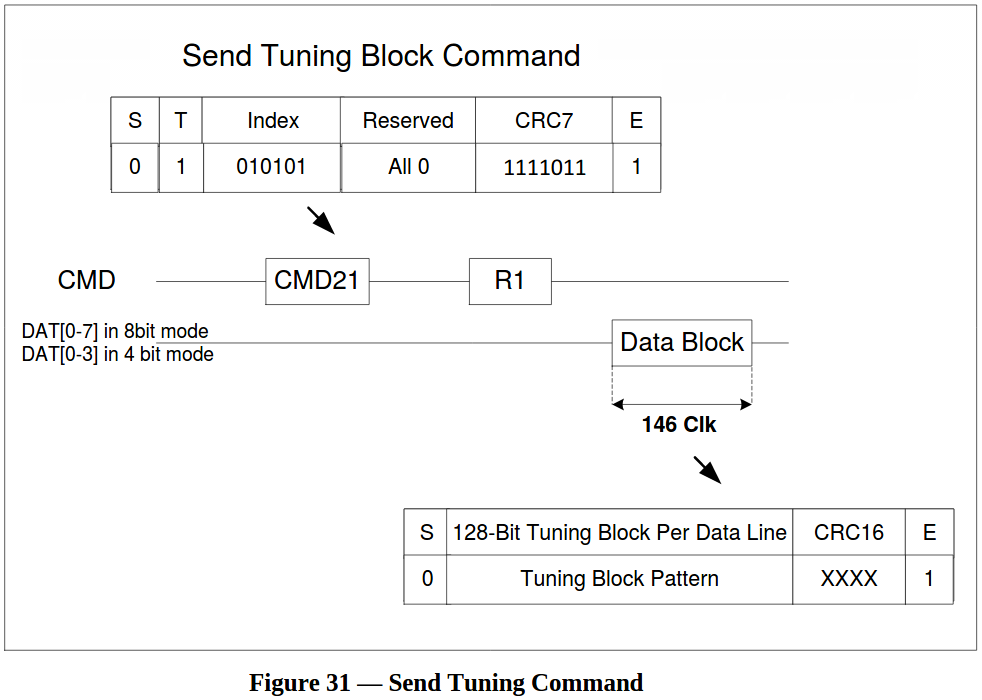 Send Tuning Block Command
S T Index Reserved CRC7 E
0 1 010101 All 0 1111011 1
CMD CMD21 R1
DAT[0-7] in 8bit mode
DAT[0-3] in 4 bit mode
Data Block
146 Clk
S 128-Bit Tuning Block Per Data Line CRC16 E
0 Tuning Block Pattern XXXX 1
Figure 31 — Send Tuning Command